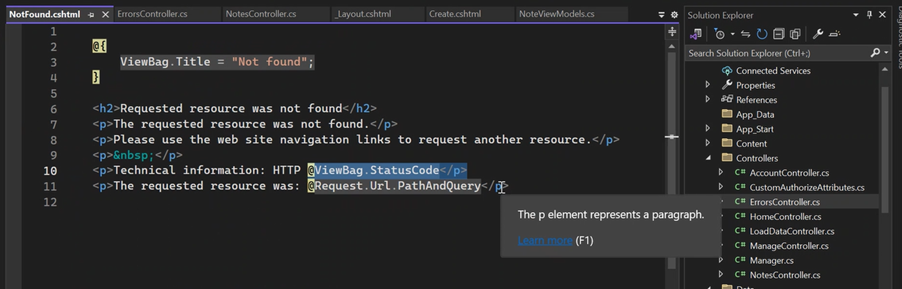 NotFound.cshtml
ErrorsController.cs
NotesController.cs
_Layout.cshtml
Create.cshtml
NoteViewModels.cs
1
2 @{
3 ViewBag.Title = "Not found";
4 }
5
6 <h2>Requested resource was not found</h2>
7 <p>The requested resource was not found.</p>
8 <p>Please use the web site navigation links to request another resource.</p>
9 <p>&nbsp;</p>
10 <p>Technical information: HTTP @ViewBag.StatusCode</p>
11 <p>The requested resource was: @Request.Url.PathAndQuery</p>
12
The p element represents a paragraph.
Learn more (F1)
Solution Explorer
Search Solution Explorer (Ctrl+;)
Connected Services
Properties
References
App_Data
App_Start
Content
Controllers
C# AccountController.cs
C# CustomAuthorizeAttributes.cs
C# ErrorsController.cs
C# HomeController.cs
C# LoadDataController.cs
C# ManageController.cs
C# Manager.cs
C# NotesController.cs
Data